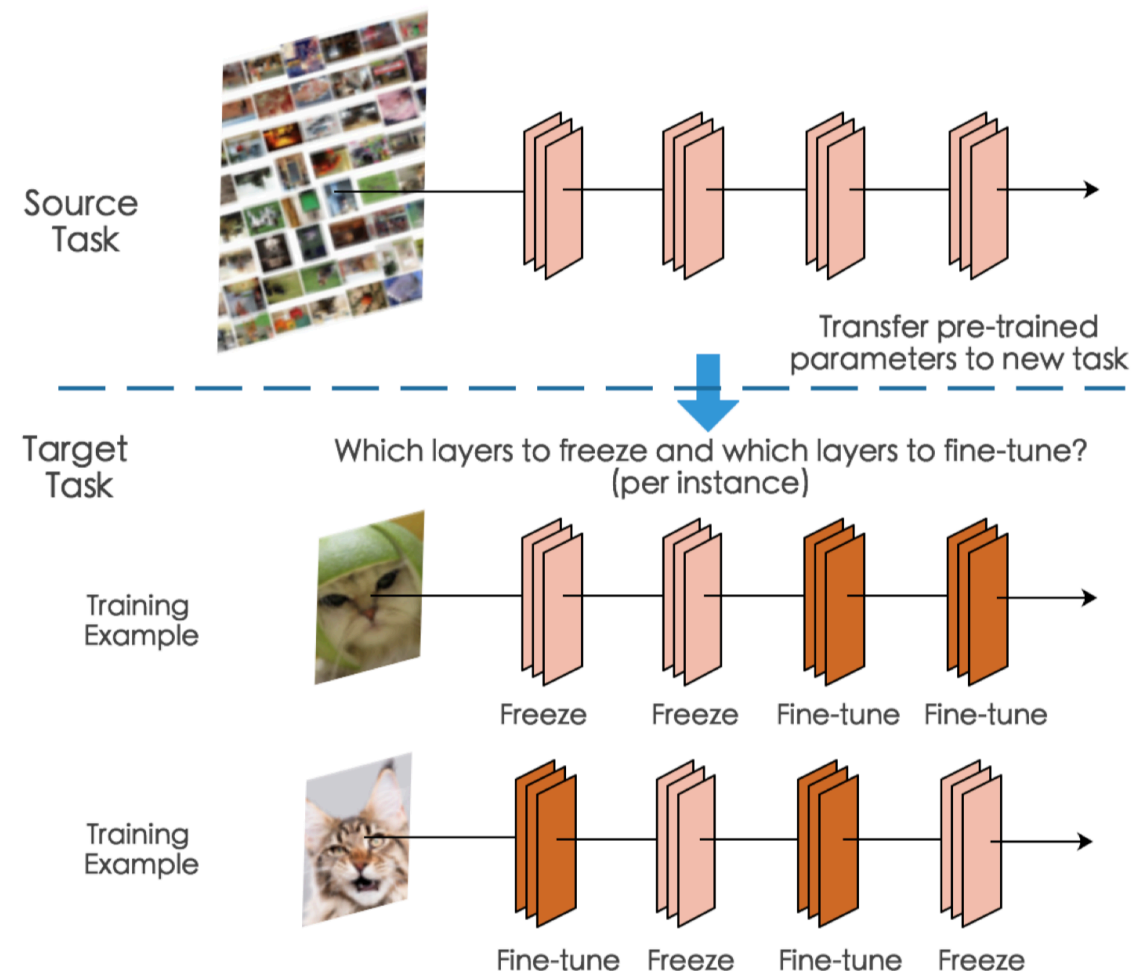 Source
Task
Transfer pre-trained
parameters to new task
Target
Task
Which layers to freeze and which layers to fine-tune?
(per instance)
Training
Example
Freeze
Freeze
Fine-tune
Fine-tune
Training
Example
Fine-tune
Freeze
Fine-tune
Freeze